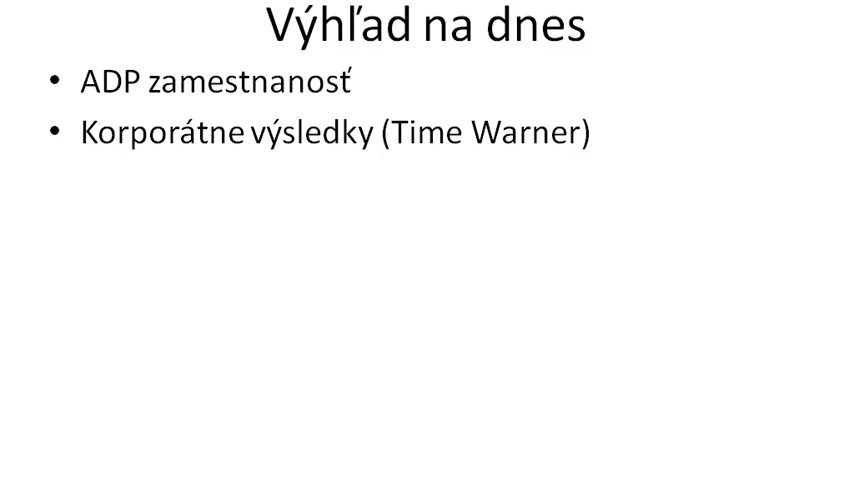 Výhľad na dnes
• ADP zamestnanosť
• Korporátne výsledky (Time Warner)